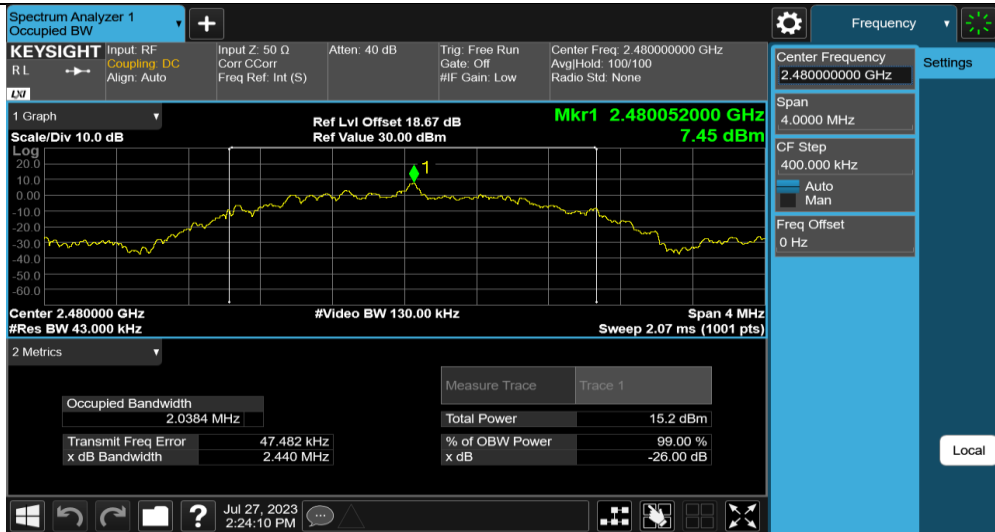 Spectrum Analyzer 1
Occupied BW
Frequency
KEYSIGHT
R L
LXI
Input: RF
Coupling: DC
Align: Auto
Input Z: 50 Ω
Corr CCorr
Freq Ref: Int (S)
Atten: 40 dB
Trig: Free Run
Gate: Off
#IF Gain: Low
Center Freq: 2.480000000 GHz
Avg|Hold: 100/100
Radio Std: None
1 Graph
Scale/Div 10.0 dB
Ref Lvl Offset 18.67 dB
Ref Value 30.00 dBm
Mkr1 2.480052000 GHz
7.45 dBm
Log
20.0
10.0
0.00
-10.0
-20.0
-30.0
-40.0
-50.0
-60.0
1
Center 2.480000 GHz
#Res BW 43.000 kHz
#Video BW 130.00 kHz
Span 4 MHz
Sweep 2.07 ms (1001 pts)
2 Metrics
Measure Trace Trace 1
Occupied Bandwidth
2.0384 MHz
Total Power 15.2 dBm
Transmit Freq Error 47.482 kHz
% of OBW Power 99.00 %
x dB Bandwidth 2.440 MHz
x dB -26.00 dB
Center Frequency
2.480000000 GHz
Settings
Span
4.0000 MHz
CF Step
400.000 kHz
Auto
Man
Freq Offset
0 Hz
Local
?
Jul 27, 2023
2:24:10 PM